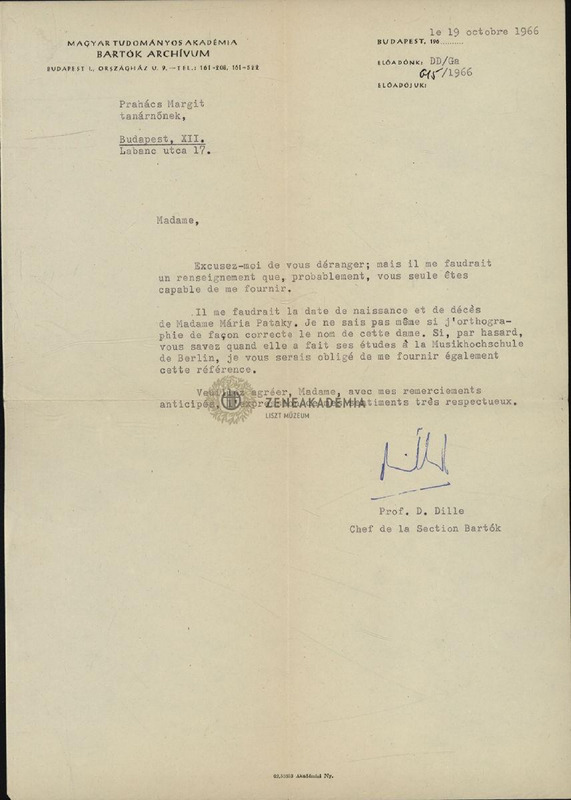 MAGYAR TUDOMÁNYOS AKADÉMIA
BARTÓK ARCHÍVUM
BUDAPEST I., ORSZÁGHÁZ U. 9. — TEL.: 161-208, 161-532
le 19 octobre 1966
BUDAPEST, 196..........
ELŐADÓNK: DD/Ga
/1966
ELŐADÓJUK:
Prahács Margit
tanárnőnek,
Budapest, XII.
Labanc utca 17.
Madame,
Excusez-moi de vous déranger; mais il me faudrait
un renseignement que, probablement, vous seule êtes
capable de me fournir.
Il me faudrait la date de naissance et de décès
de Madame Mária Pataky. Je ne sais pas même si j'orthogra-
phie de façon correcte le nom de cette dame. Si, par hasard,
vous savez quand elle a fait ses études á la Musikhochschule
de Berlin, je vous serais obligé de me fournir également
cette référence.
Veuillez agréer, Madame, avec mes remerciements
anticipés, sentiments très respectueux.
ZENEAKADÉMIA
LISZT MÚZEUM
Prof. D. Dille
Chef de la Section Bartók
Akadémiai Ny.